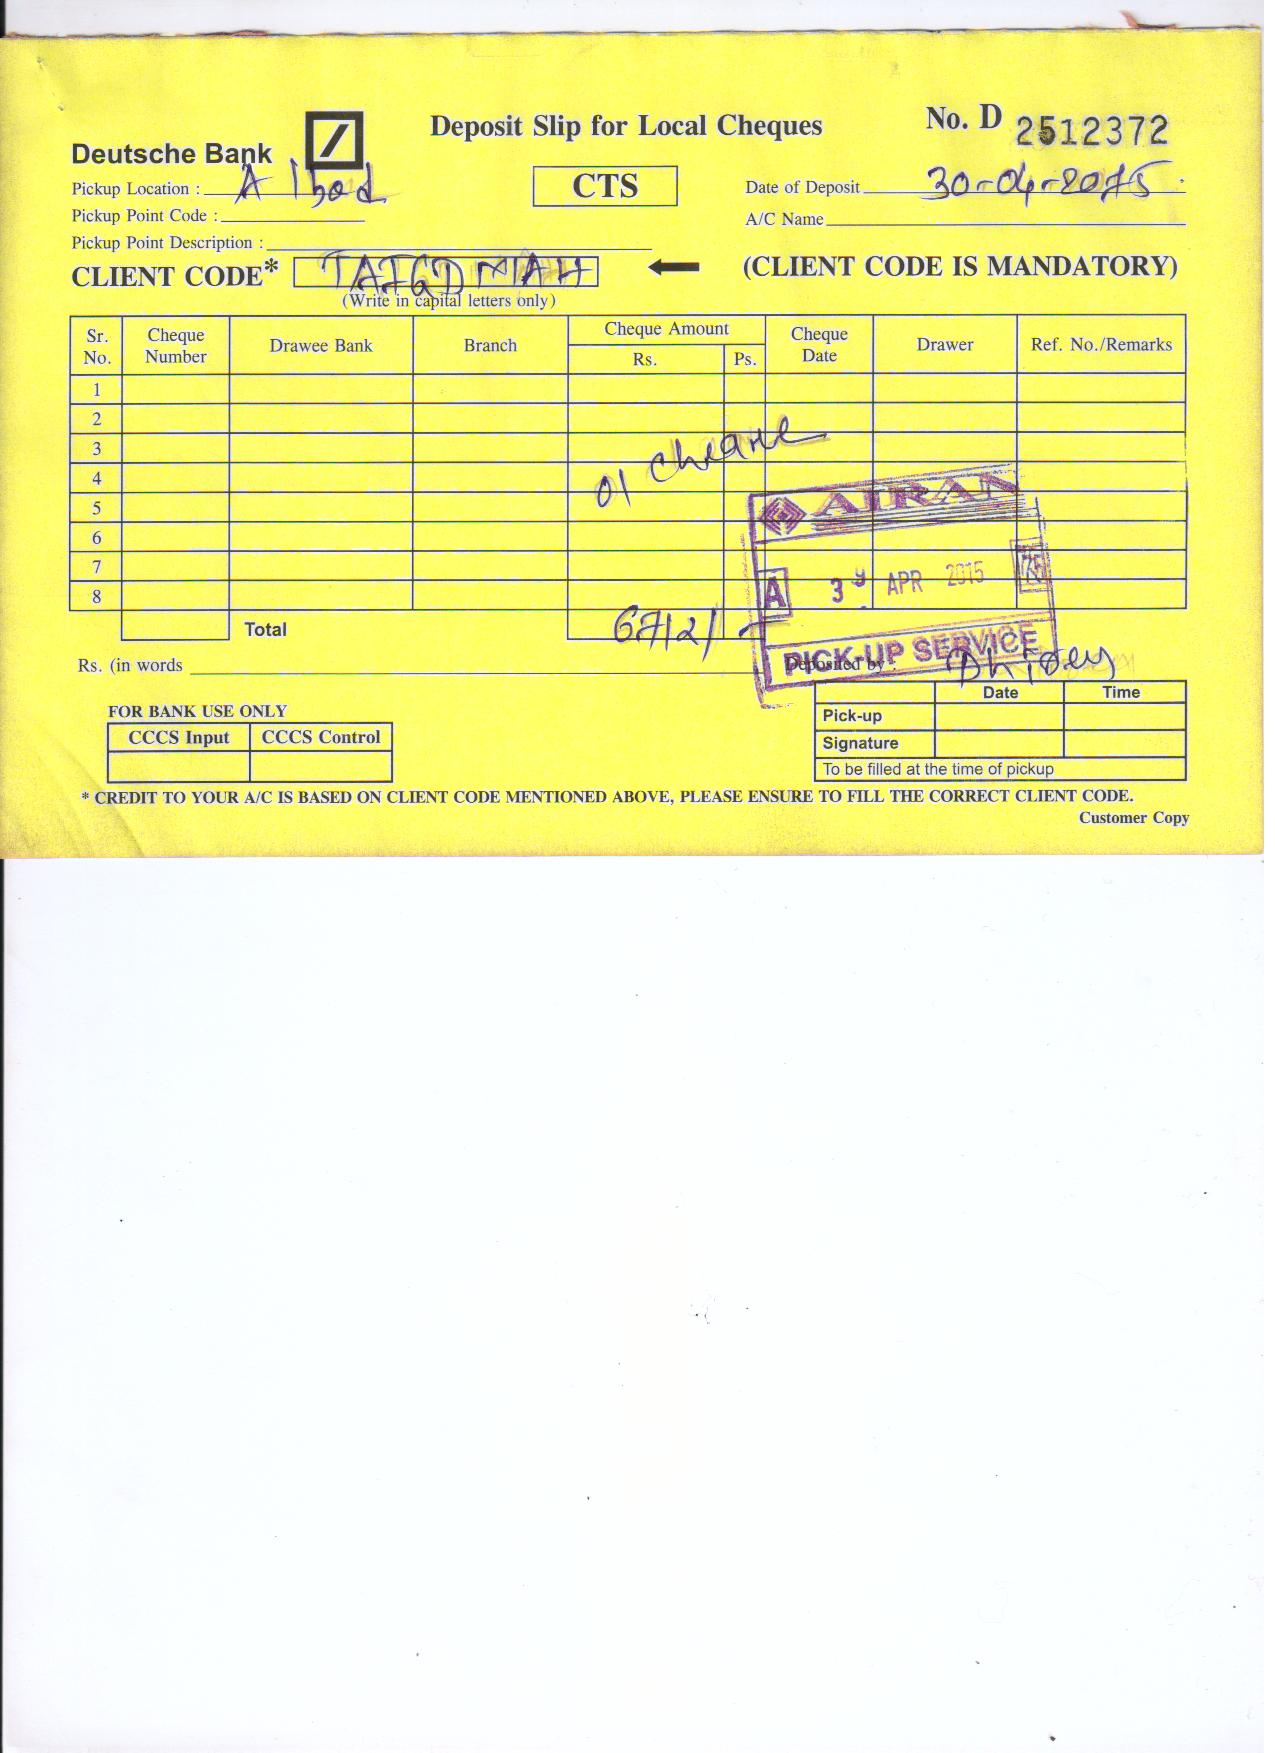 Deutsche Bank
Deposit Slip for Local Cheques
No. D 2512372
Pickup Location : A'bad
CTS
Date of Deposit 30-04-2015
Pickup Point Code :
A/C Name
Pickup Point Description :
CLIENT CODE*
(CLIENT CODE IS MANDATORY)
(Write in capital letters only)
Sr. No. Cheque Number Drawee Bank Branch Cheque Amount Rs. Ps. Cheque Date Drawer Ref. No./Remarks
1
2
3
01 Cheque
4
5
AIRAN
6
7
A 30 APR 2015
8
Total 6712/-
PICK-UP SERVICE
Rs. (in words
Deposited by :
Date Time
FOR BANK USE ONLY
Pick-up
CCCS Input CCCS Control
Signature
To be filled at the time of pickup
* CREDIT TO YOUR A/C IS BASED ON CLIENT CODE MENTIONED ABOVE, PLEASE ENSURE TO FILL THE CORRECT CLIENT CODE.
Customer Copy